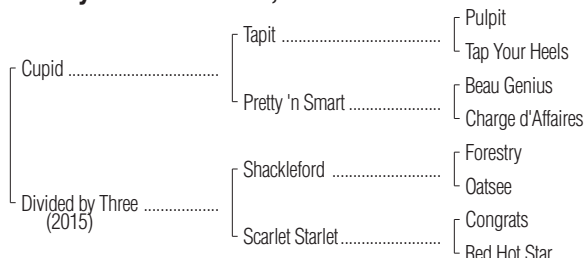 Pulpit
Tapit ......................................
Tap Your Heels
Cupid ....................................
Beau Genius
Pretty 'n Smart ......................
Charge d'Affaires
Forestry
Shackleford ..........................
Oatsee
Divided by Three ..................
(2015)
Congrats
Scarlet Starlet........................
Red Hot Star